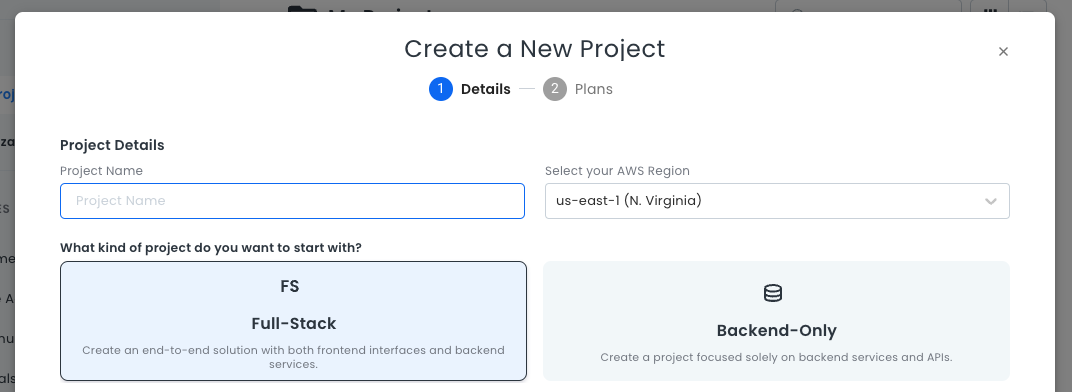 Create a New Project
×
1 Details 2 Plans
Project Details
Project Name
Select your AWS Region
Project Name
us-east-1 (N. Virginia)
What kind of project do you want to start with?
FS
Full-Stack
Create an end-to-end solution with both frontend interfaces and backend
services.
Backend-Only
Create a project focused solely on backend services and APIs.